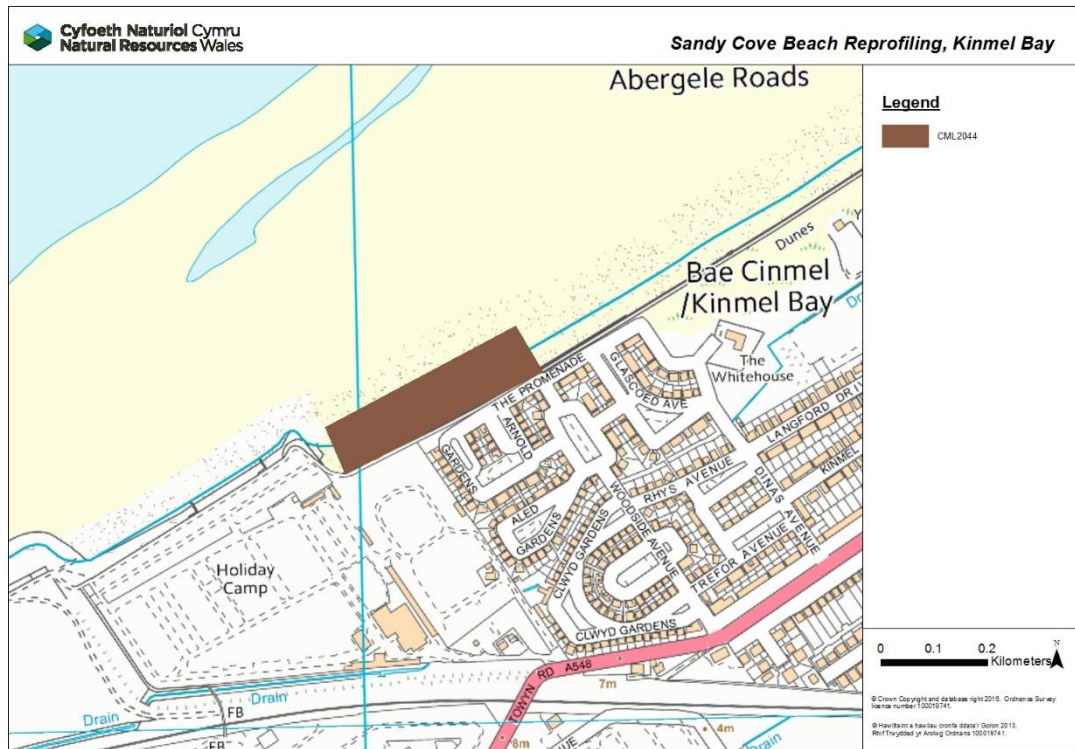 Cyfoeth Naturiol Cymru
Natural Resources Wales
Sandy Cove Beach Reprofiling, Kinmel Bay
Abergele Roads
Legend
CML2044
Dunes
Y
Bae Cinmel
/Kinmel Bay
The
Whitehouse
THE PROMENADE
GLASCOED AVE
ARNOLD
GARDENS
LANGFORD DRIV
KINMEL
DINAS AVENUE
RHYS AVENUE
WOODSIDE AVENUE
TREFOR AVENUE
ALED
GARDENS
CLWYD GARDENS
CLWYD GARDENS
Holiday
Camp
TOWYN RD A548
7m
Drain
Drain
FB
FB
8m
4m
Drain
0 0.1 0.2
Kilometers
N
© Crown Copyright and database right 2016. Ordnance Survey
licence number 100019741.
© Hawlfraint a hawliau cronfa ddata'r Goron 2013.
Rhif Trwydded yr Arolwg Ordnans 100019741.